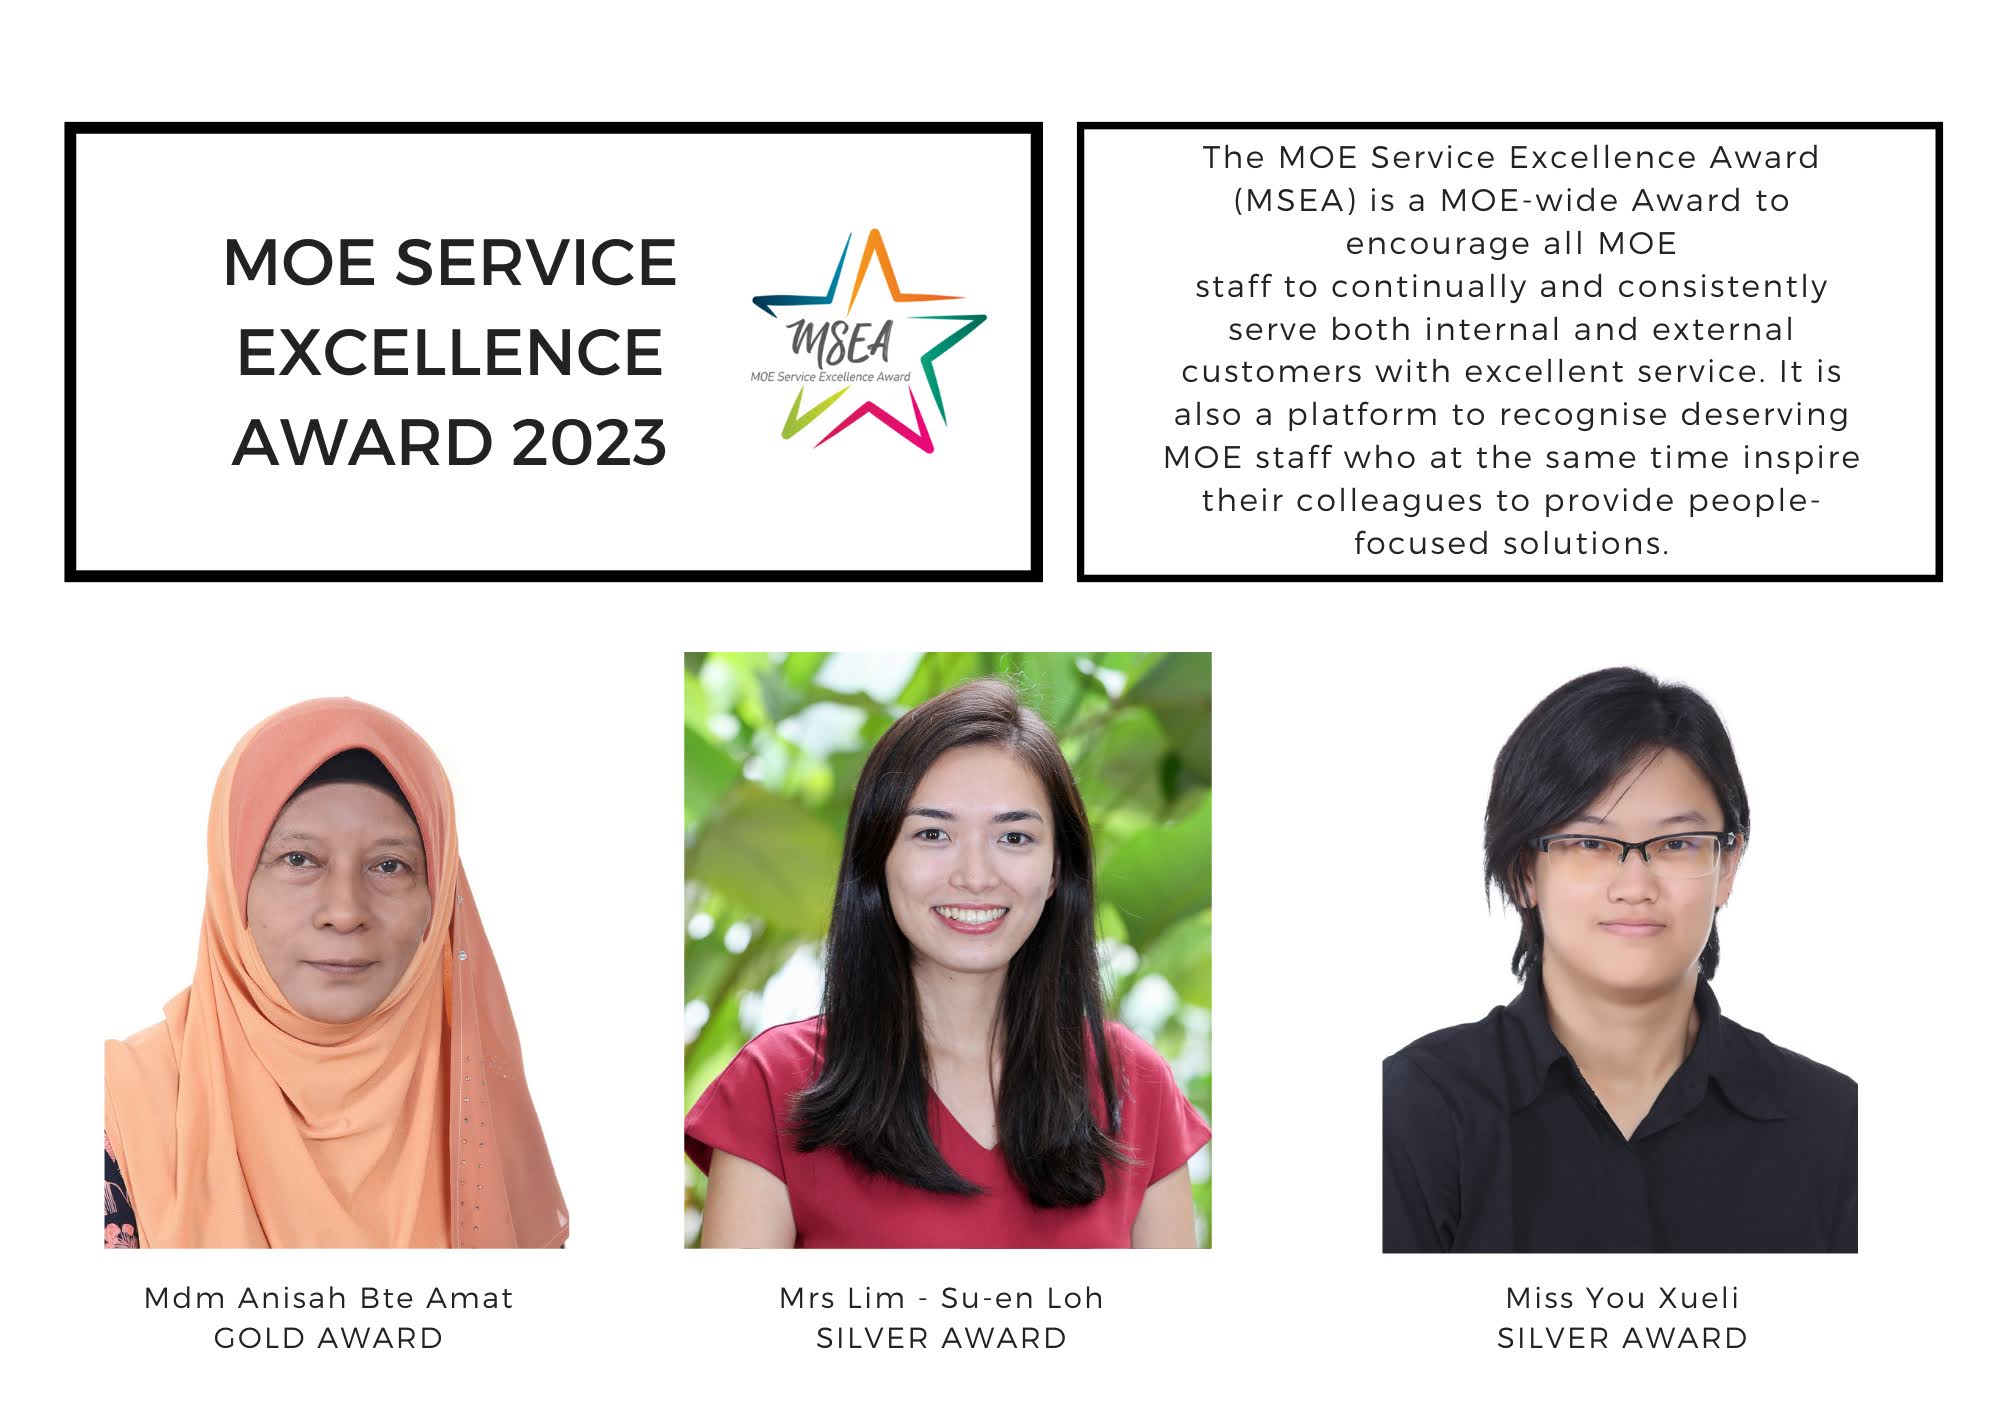 MOE SERVICE
EXCELLENCE
AWARD 2023
MSEA
MOE Service Excellence Award
The MOE Service Excellence Award
(MSEA) is a MOE-wide Award to
encourage all MOE
staff to continually and consistently
serve both internal and external
customers with excellent service. It is
also a platform to recognise deserving
MOE staff who at the same time inspire
their colleagues to provide people-
focused solutions.
Mdm Anisah Bte Amat
GOLD AWARD
Mrs Lim - Su-en Loh
SILVER AWARD
Miss You Xueli
SILVER AWARD